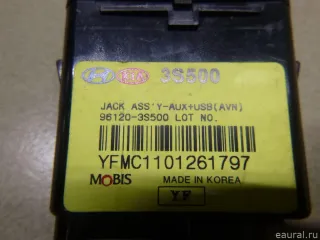 3S500
JACK ASS'Y-AUX+USB(AVN)
96120-3S500 LOT NO.
YFMC1101261797
MOBIS MADE IN KOREA
YF
eaural.ru